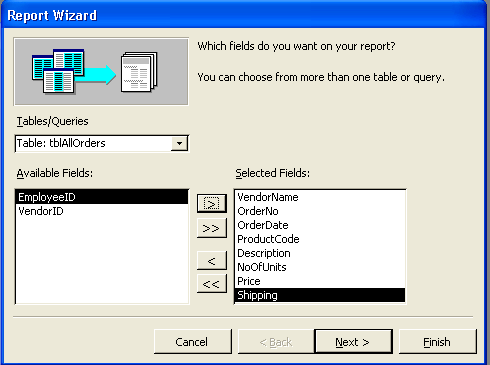 Report Wizard
Which fields do you want on your report?
You can choose from more than one table or query.
Tables/Queries
Table: tblAllOrders
Available Fields:
Selected Fields:
EmployeeID
VendorID
>
>>
<
<<
VendorName
OrderNo
OrderDate
ProductCode
Description
NoOfUnits
Price
Shipping
Cancel
< Back
Next >
Finish